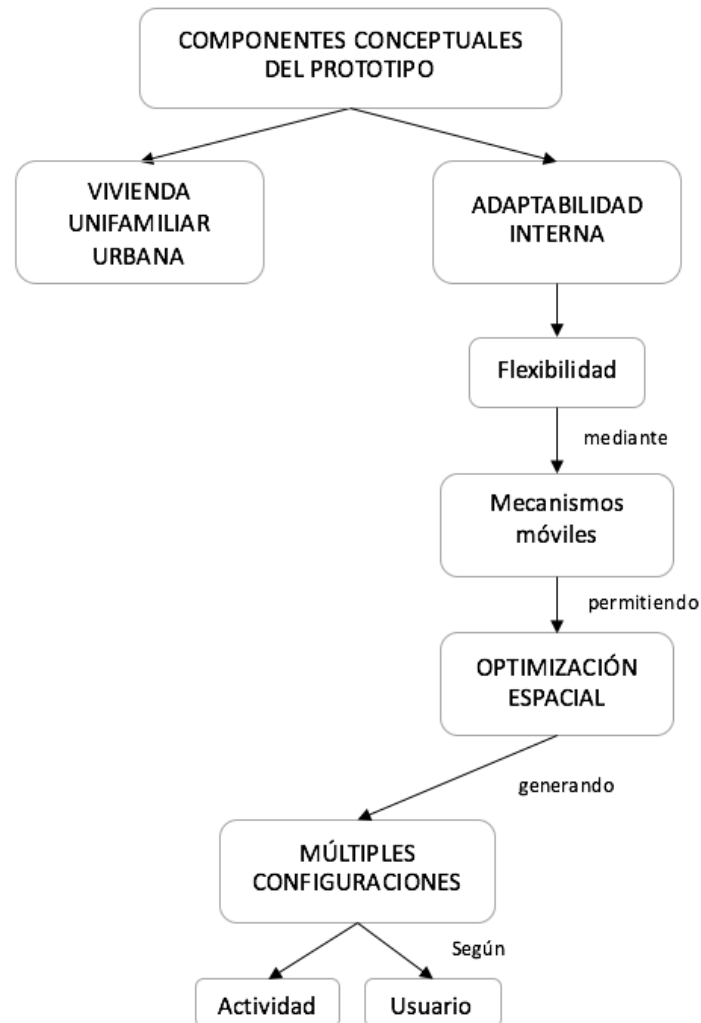 COMPONENTES CONCEPTUALES
DEL PROTOTIPO
VIVIENDA
UNIFAMILIAR
URBANA
ADAPTABILIDAD
INTERNA
Flexibilidad
mediante
Mecanismos
móviles
permitiendo
OPTIMIZACIÓN
ESPACIAL
generando
MÚLTIPLES
CONFIGURACIONES
Según
Actividad
Usuario